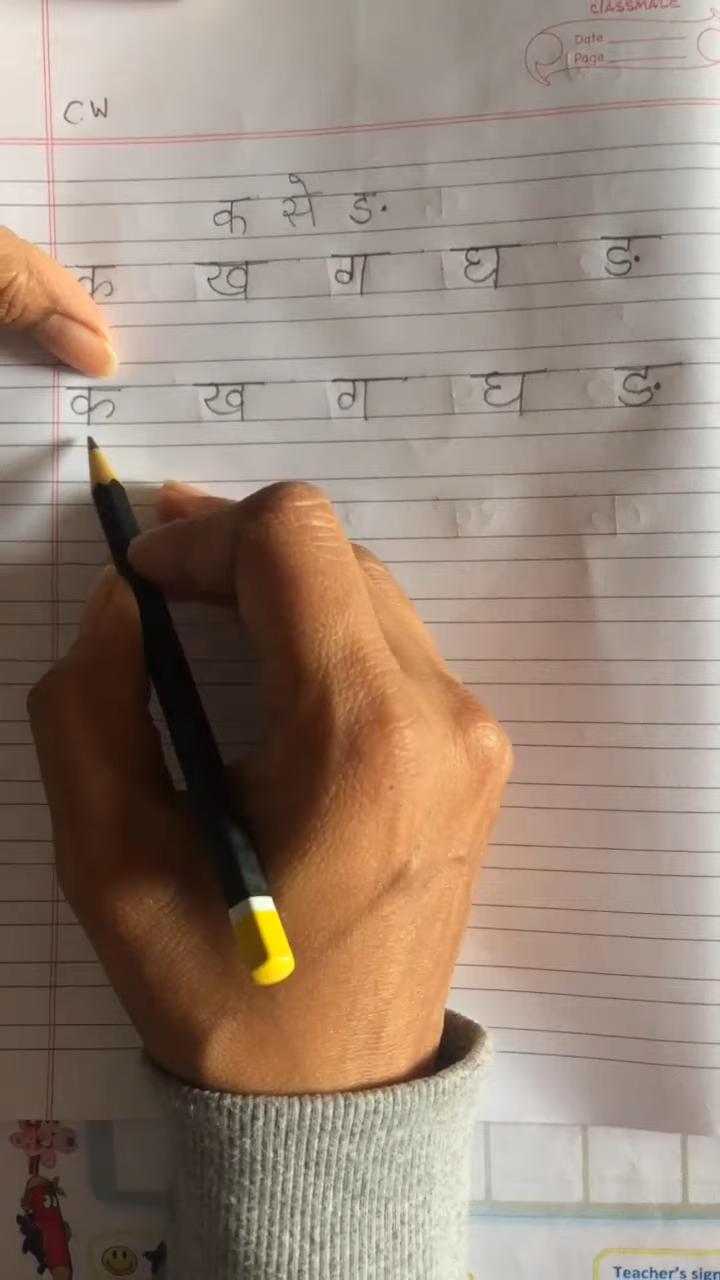 classmate
Date
Page
C.W
क से ङ
क ख ग घ ङ
क ख ग घ ङ
Teacher's sign